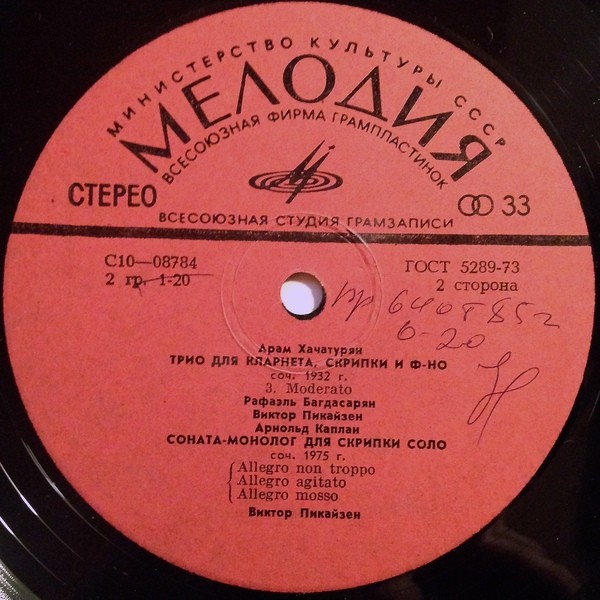 МИНИСТЕРСТВО КУЛЬТУРЫ СССР
МЕЛОДИЯ
ВСЕСОЮЗНАЯ ФИРМА ГРАМПЛАСТИНОК
СТЕРЕО
33
ВСЕСОЮЗНАЯ СТУДИЯ ГРАМЗАПИСИ
С10—08784
ГОСТ 5289-73
2 гр. 1-20
2 сторона
6-20
Арам Хачатурян
ТРИО ДЛЯ КЛАРНЕТА, СКРИПКИ И Ф-НО
соч. 1932 г.
3. Moderato
Рафаэль Багдасарян
Виктор Пикайзен
Арнольд Каплан
СОНАТА-МОНОЛОГ ДЛЯ СКРИПКИ СОЛО
соч. 1975 г.
Allegro non troppo
Allegro agitato
Allegro mosso
Виктор Пикайзен